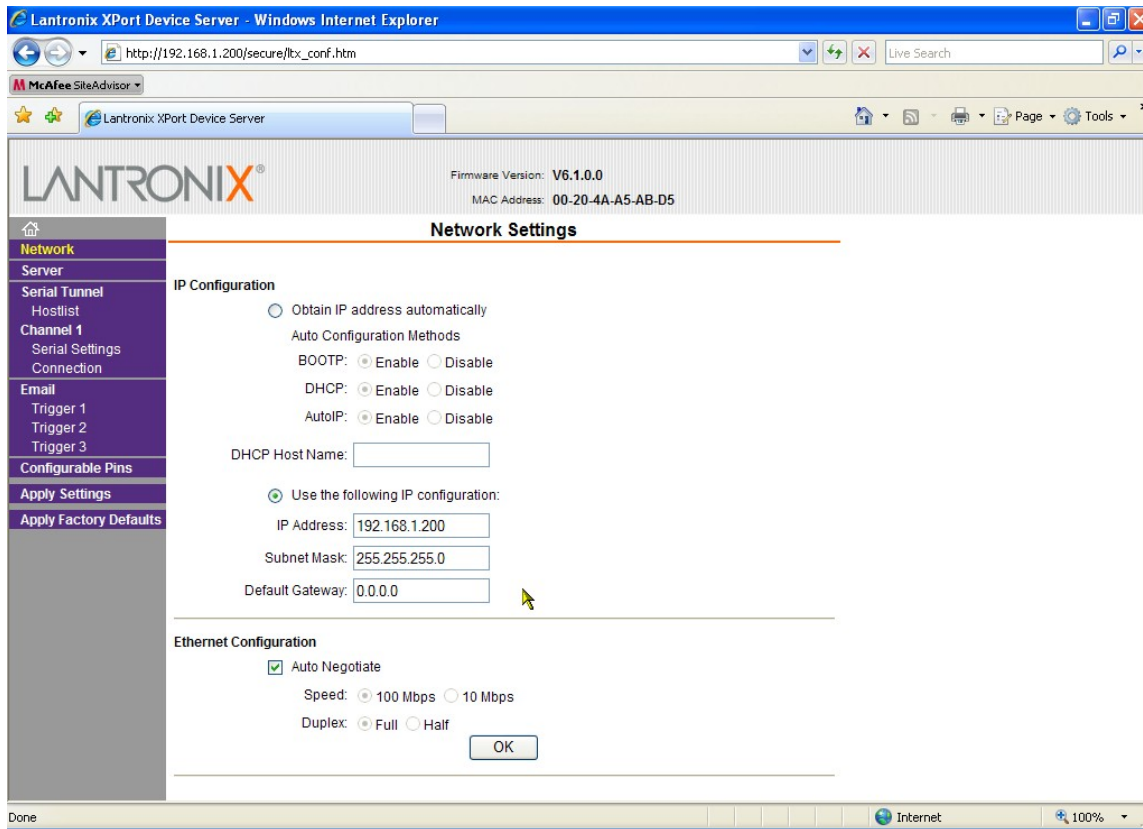 Lantronix XPort Device Server - Windows Internet Explorer
http://192.168.1.200/secure/ltx_conf.htm
Live Search
McAfee SiteAdvisor
Lantronix XPort Device Server
Page
Tools
LANTRONIX®
Firmware Version: V6.1.0.0
MAC Address: 00-20-4A-A5-AB-D5
Network
Server
Serial Tunnel
Hostlist
Channel 1
Serial Settings
Connection
Email
Trigger 1
Trigger 2
Trigger 3
Configurable Pins
Apply Settings
Apply Factory Defaults
Network Settings
IP Configuration
Obtain IP address automatically
Auto Configuration Methods
BOOTP: Enable Disable
DHCP: Enable Disable
AutoIP: Enable Disable
DHCP Host Name:
Use the following IP configuration:
IP Address: 192.168.1.200
Subnet Mask: 255.255.255.0
Default Gateway: 0.0.0.0
Ethernet Configuration
Auto Negotiate
Speed: 100 Mbps 10 Mbps
Duplex: Full Half
OK
Done
Internet
100%